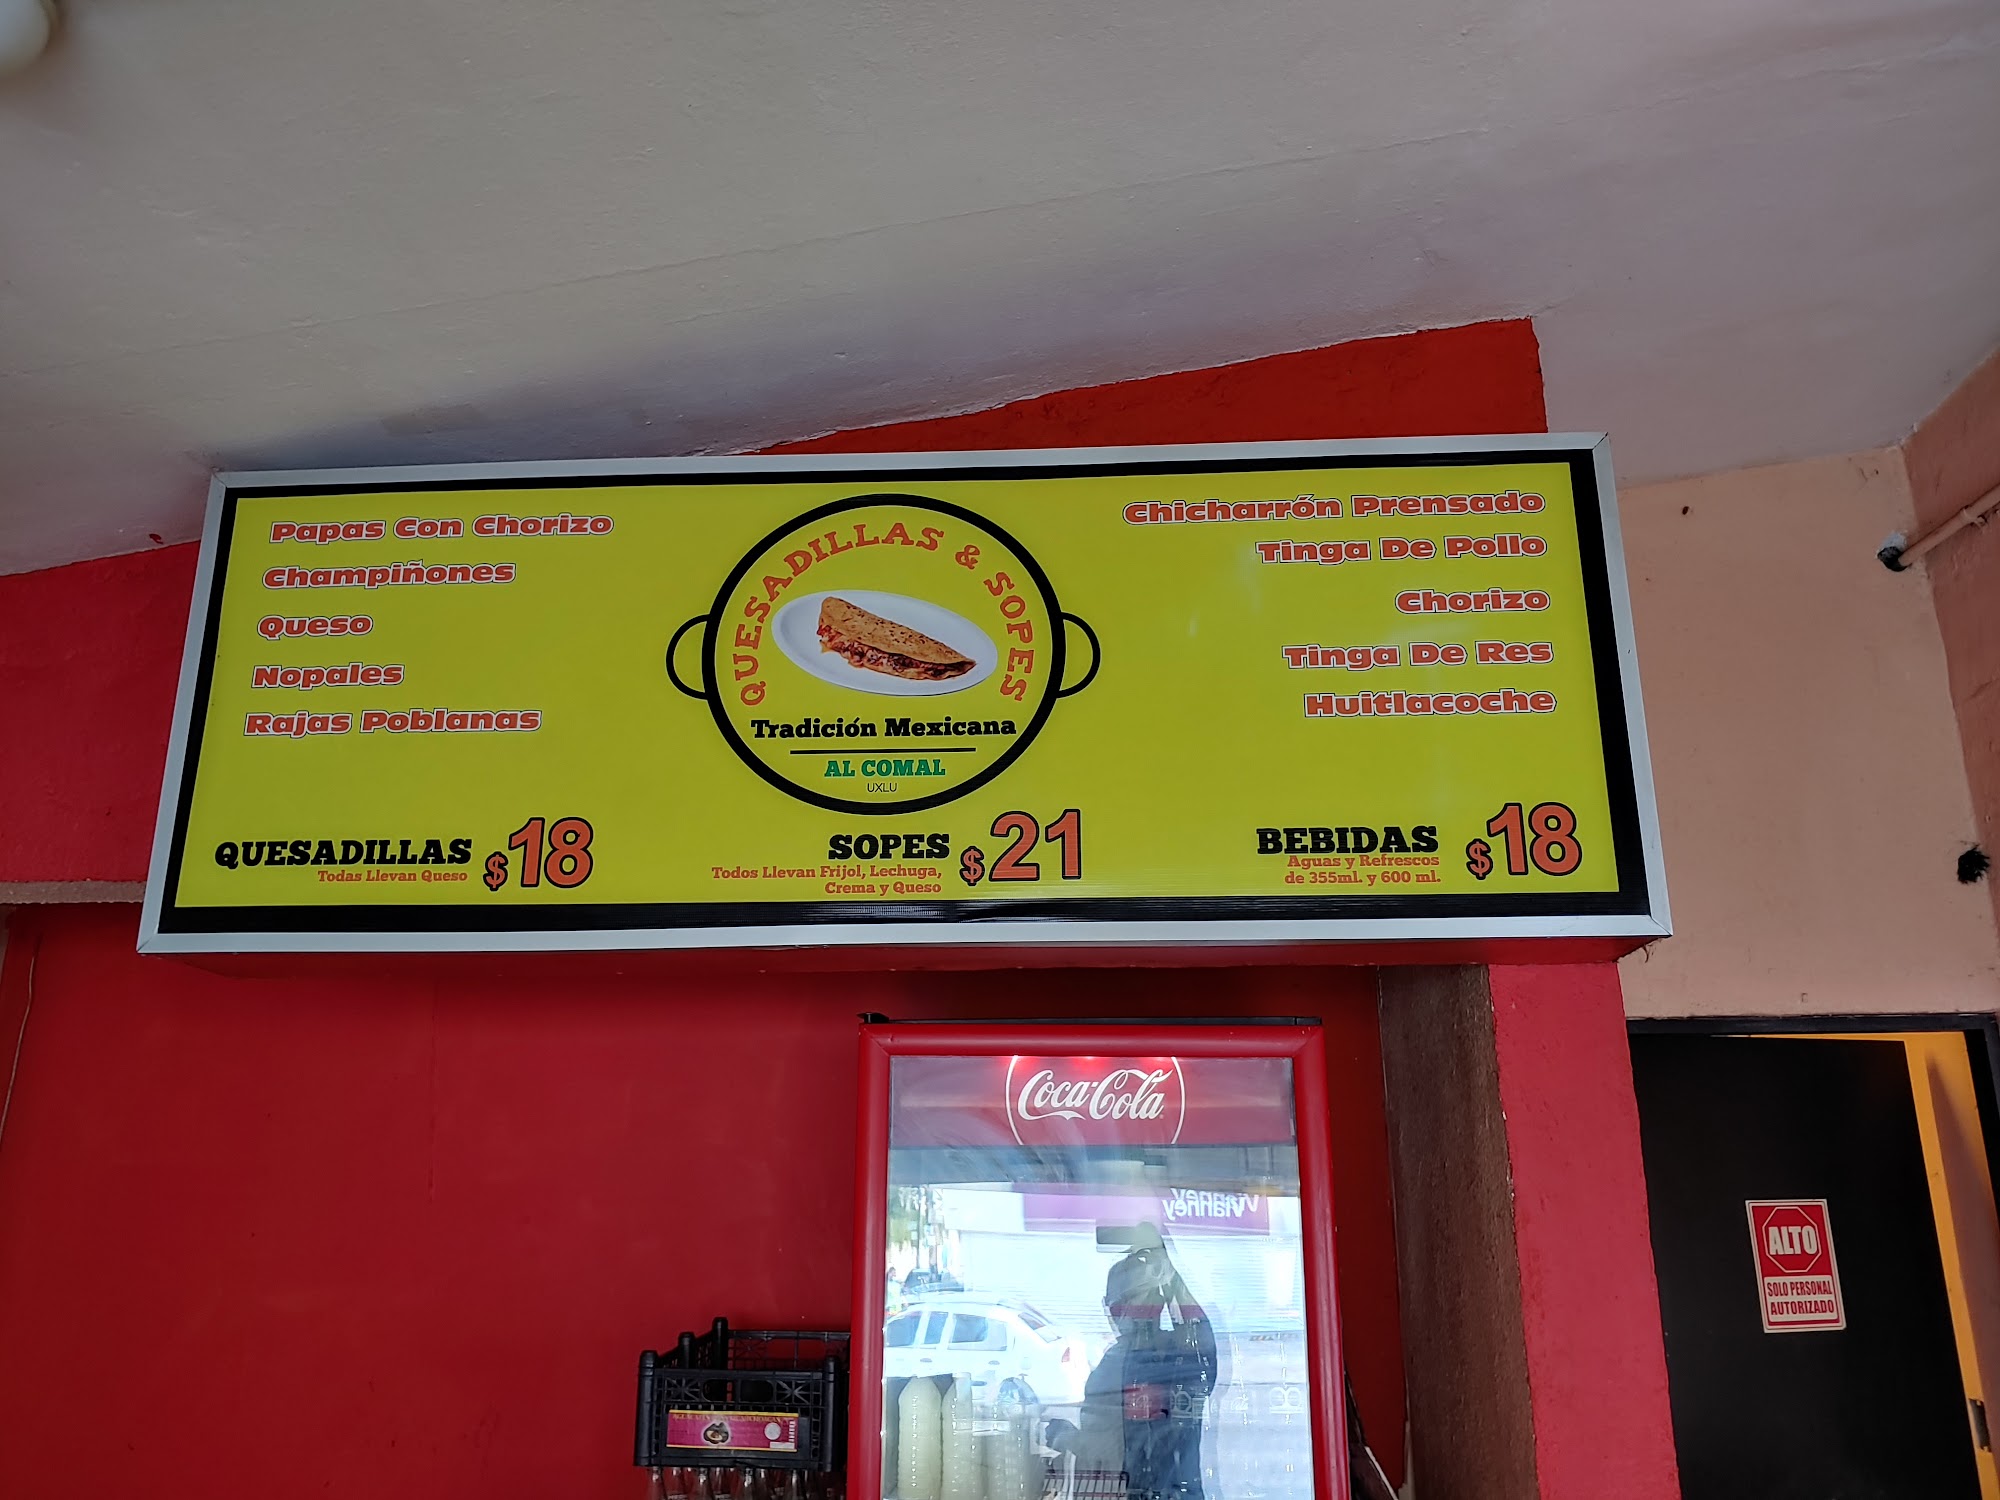 Papas Con Chorizo
Champiñones
Queso
Nopales
Rajas Poblanas
QUESADILLAS & SOPES
Tradición Mexicana
AL COMAL
UXLU
Chicharrón Prensado
Tinga De Pollo
Chorizo
Tinga De Res
Huitlacoche
QUESADILLAS $18
Todas Llevan Queso
SOPES $21
Todos Llevan Frijol, Lechuga,
Crema y Queso
BEBIDAS $18
Aguas y Refrescos
de 355ml. y 600 ml.
Coca-Cola
Vianney
ALTO
SOLO PERSONAL
AUTORIZADO